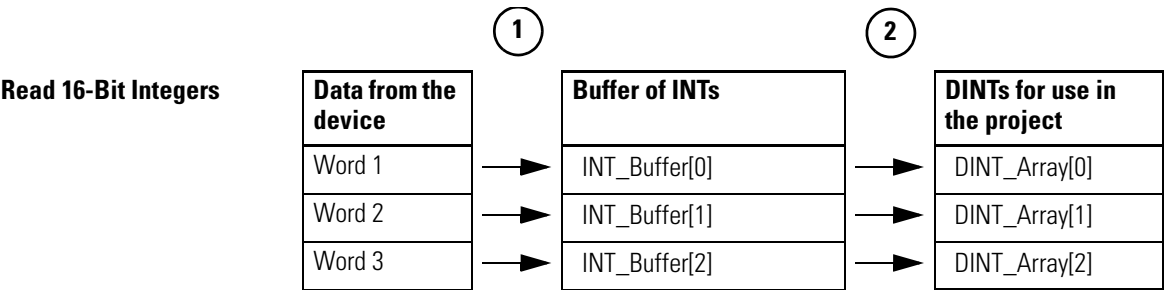 1 2
Read 16-Bit Integers Data from the Buffer of INTs DINTs for use in
device the project
Word 1 INT_Buffer[0] DINT_Array[0]
Word 2 INT_Buffer[1] DINT_Array[1]
Word 3 INT_Buffer[2] DINT_Array[2]